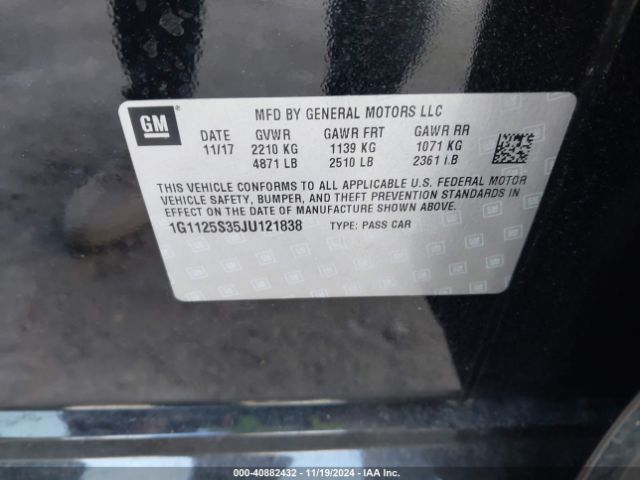 GM
MFD BY GENERAL MOTORS LLC
DATE GVWR GAWR FRT GAWR RR
11/17 2210 KG 1139 KG 1071 KG
4871 LB 2510 LB 2361 LB
THIS VEHICLE CONFORMS TO ALL APPLICABLE U.S. FEDERAL MOTOR
VEHICLE SAFETY, BUMPER, AND THEFT PREVENTION STANDARDS IN
EFFECT ON THE DATE OF MANUFACTURE SHOWN ABOVE.
1G1125S35JU121838 TYPE: PASS CAR
000-40882432 - 11/19/2024 - IAA Inc.